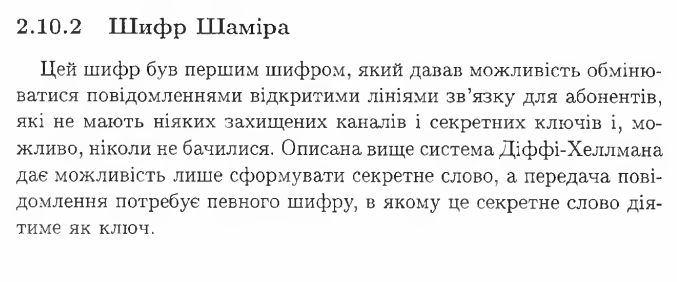 2.10.2 Шифр Шаміра
Цей шифр був першим шифром, який давав можливість обміню-
ватися повідомленнями відкритими лініями зв'язку для абонентів,
які не мають ніяких захищених каналів і секретних ключів і, мо-
жливо, ніколи не бачилися. Описана вище система Діффі-Хеллмана
дає можливість лише сформувати секретне слово, а передача пові-
домлення потребує певного шифру, в якому це секретне слово дія-
тиме як ключ.